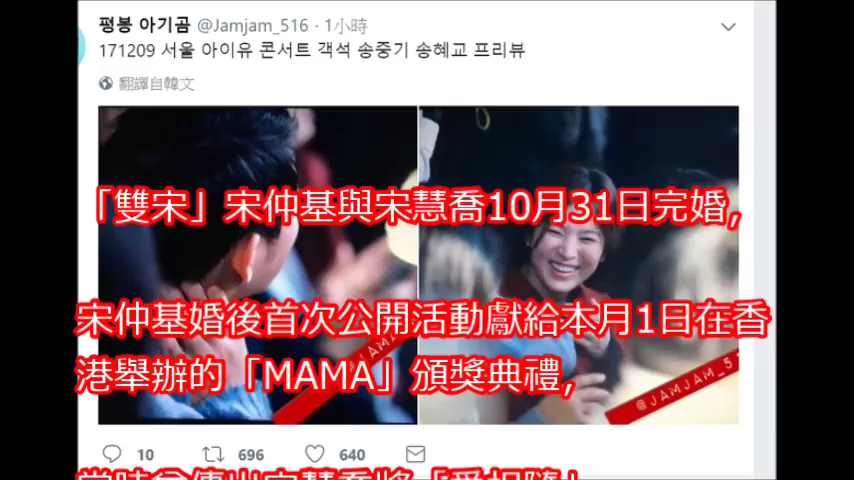 평봉 아기곰 @Jamjam_516 · 1小時
171209 서울 아이유 콘서트 객석 송중기 송혜교 프리뷰
翻譯自韓文
「雙宋」宋仲基與宋慧喬10月31日完婚，
宋仲基婚後首次公開活動獻給本月1日在香
港舉辦的「MAMA」頒獎典禮，
@JAMJAM_5
10 696 640